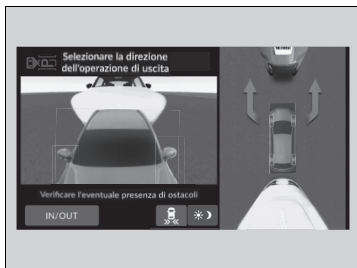 Selezionare la direzione
dell'operazione di uscita
Verificare l'eventuale presenza di ostacoli
IN/OUT